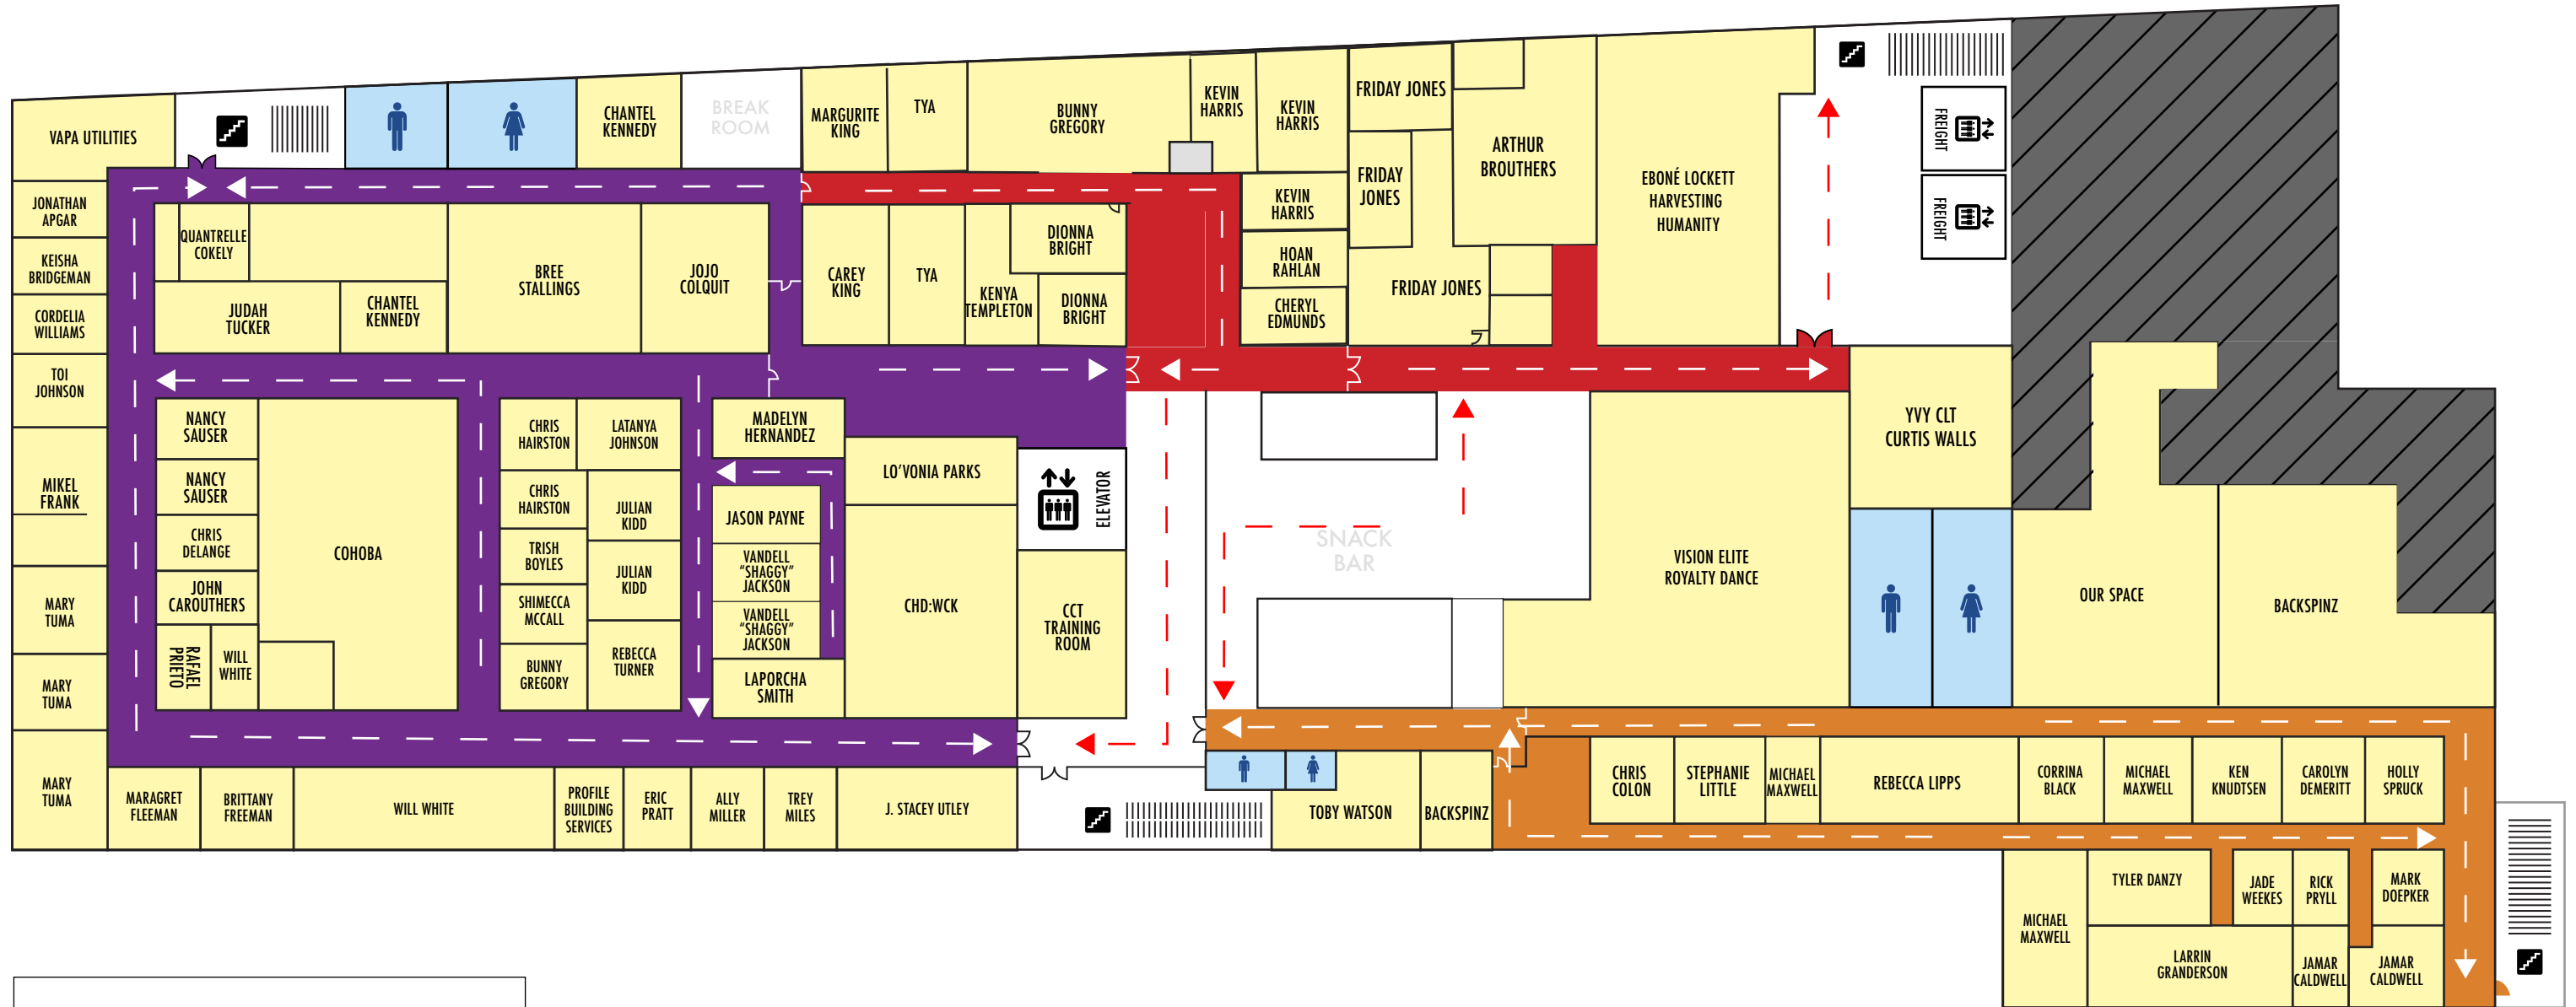 VAPA UTILITIES
CHANTEL
KENNEDY
BREAK
ROOM
MARGURITE
KING
TYA
BUNNY
GREGORY
KEVIN
HARRIS
KEVIN
HARRIS
FRIDAY JONES
ARTHUR
BROUTHERS
EBONÉ LOCKETT
HARVESTING
HUMANITY
FREIGHT
FREIGHT
JONATHAN
APGAR
KEISHA
BRIDGEMAN
CORDELIA
WILLIAMS
TOI
JOHNSON
MIKEL
FRANK
MARY
TUMA
MARY
TUMA
MARY
TUMA
QUANTRELLE
COKELY
JUDAH
TUCKER
CHANTEL
KENNEDY
BREE
STALLINGS
JOJO
COLQUIT
CAREY
KING
TYA
KENYA
TEMPLETON
DIONNA
BRIGHT
DIONNA
BRIGHT
KEVIN
HARRIS
HOAN
RAHLAN
CHERYL
EDMUNDS
FRIDAY
JONES
FRIDAY JONES
NANCY
SAUSER
NANCY
SAUSER
CHRIS
DELANGE
JOHN
CAROUTHERS
RAFAEL
PRIETO
WILL
WHITE
COHOBA
CHRIS
HAIRSTON
LATANYA
JOHNSON
CHRIS
HAIRSTON
JULIAN
KIDD
TRISH
BOYLES
JULIAN
KIDD
SHIMECCA
MCCALL
BUNNY
GREGORY
REBECCA
TURNER
MADELYN
HERNANDEZ
JASON PAYNE
VANDELL
“SHAGGY”
JACKSON
VANDELL
“SHAGGY”
JACKSON
LAPORCHA
SMITH
LO’VONIA PARKS
CHD:WCK
ELEVATOR
CCT
TRAINING
ROOM
SNACK
BAR
VISION ELITE
ROYALTY DANCE
YVY CLT
CURTIS WALLS
OUR SPACE
BACKSPINZ
MARAGRET
FLEEMAN
BRITTANY
FREEMAN
WILL WHITE
PROFILE
BUILDING
SERVICES
ERIC
PRATT
ALLY
MILLER
TREY
MILES
J. STACEY UTLEY
TOBY WATSON
BACKSPINZ
CHRIS
COLON
STEPHANIE
LITTLE
MICHAEL
MAXWELL
REBECCA LIPPS
CORRINA
BLACK
MICHAEL
MAXWELL
KEN
KNUDTSEN
CAROLYN
DEMERITT
HOLLY
SPRUCK
MICHAEL
MAXWELL
TYLER DANZY
JADE
WEEKES
RICK
PRYLL
MARK
DOEPKER
LARRIN
GRANDERSON
JAMAR
CALDWELL
JAMAR
CALDWELL